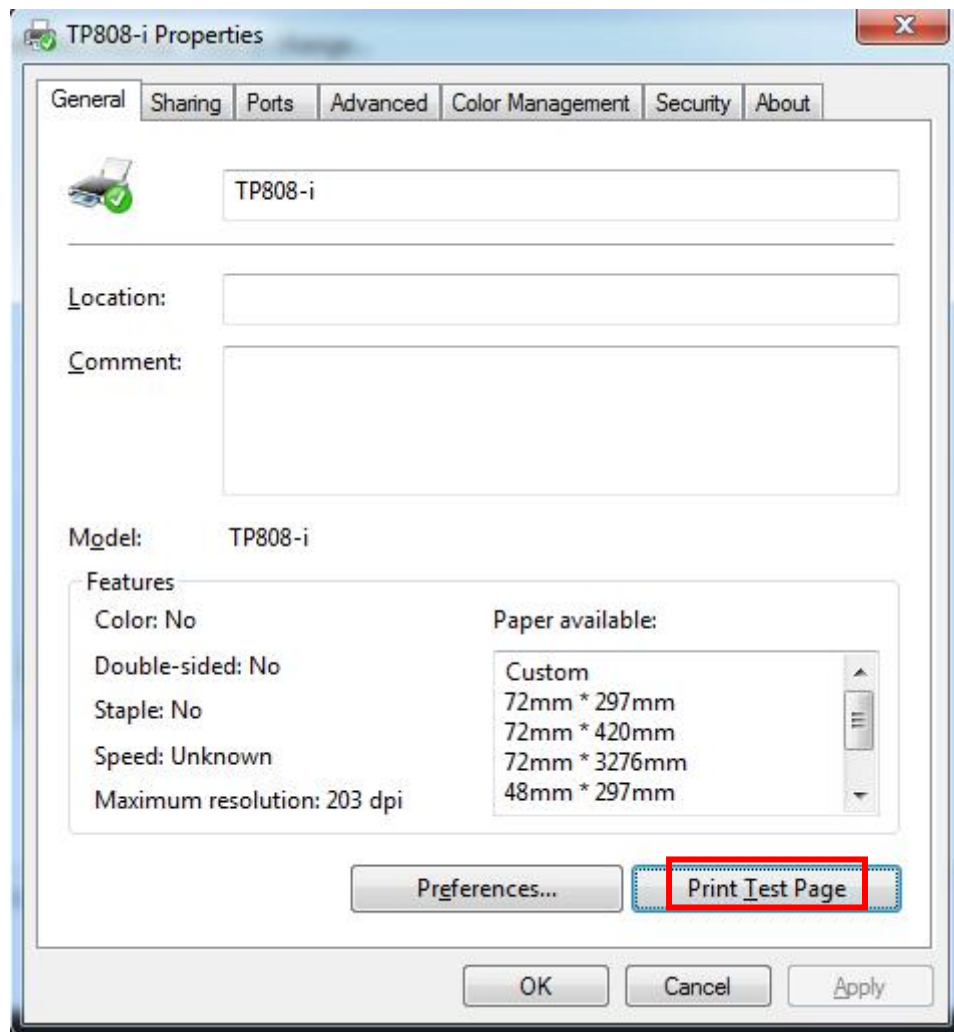 TP808-i Properties
General Sharing Ports Advanced Color Management Security About
TP808-i
Location:
Comment:
Model: TP808-i
Features
Color: No
Double-sided: No
Staple: No
Speed: Unknown
Maximum resolution: 203 dpi
Paper available:
Custom
72mm * 297mm
72mm * 420mm
72mm * 3276mm
48mm * 297mm
Preferences... Print Test Page
OK Cancel Apply